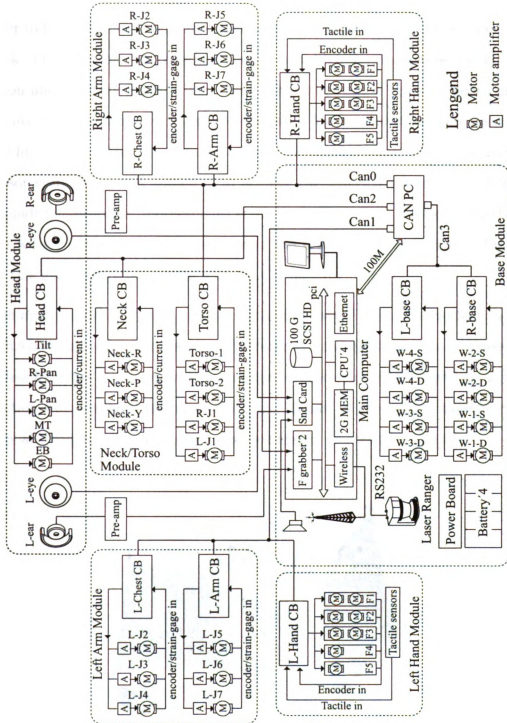 Left Arm Module
L-J4
L-J3
L-J2
A
M
A
M
A
M
L-Chest CB
encoder/strain-gage in
L-J7
L-J6
L-J5
A
M
A
M
A
M
L-Arm CB
encoder/strain-gage in
L-ear
L-eye
Head Module
R-eye
R-ear
EB
MT
L-Pan
R-Pan
Tilt
M
M
M
M
M
Head CB
encoder/current in
Pre-amp
Pre-amp
Neck-Y
Neck-P
Neck-R
A
M
A
M
A
M
Neck CB
encoder/current in
L-J1
R-J1
Torso-2
Torso-1
A
M
A
M
A
M
A
M
Torso CB
encoder/strain-gage in
Neck/Torso
Module
Right Arm Module
R-J4
R-J3
R-J2
A
M
A
M
A
M
R-Chest CB
encoder/strain-gage in
R-J7
R-J6
R-J5
A
M
A
M
A
M
R-Arm CB
encoder/strain-gage in
L-Hand CB
Tactile in
Encoder in
M
M
M
M
M
M
M
M
F5
F4
F3
F2
F1
Tactile sensors
Left Hand Module
F grabber*2
Snd Card
100 G
SCSI HD
pci
Wireless
2G MEM
CPU*4
Ethernet
Main Computer
RS232
100M
Laser Ranger
Power Board
Battery*4
Can1
Can2
Can0
CAN PC
Can3
W-3-D
W-3-S
W-4-D
W-4-S
A
M
A
M
A
M
A
M
L-base CB
W-1-D
W-1-S
W-2-D
W-2-S
A
M
A
M
A
M
A
M
R-base CB
Base Module
R-Hand CB
Tactile in
Encoder in
M
M
M
M
M
M
M
M
F5
F4
F3
F2
F1
Tactile sensors
Right Hand Module
Lengend
M Motor
A Motor amplifier